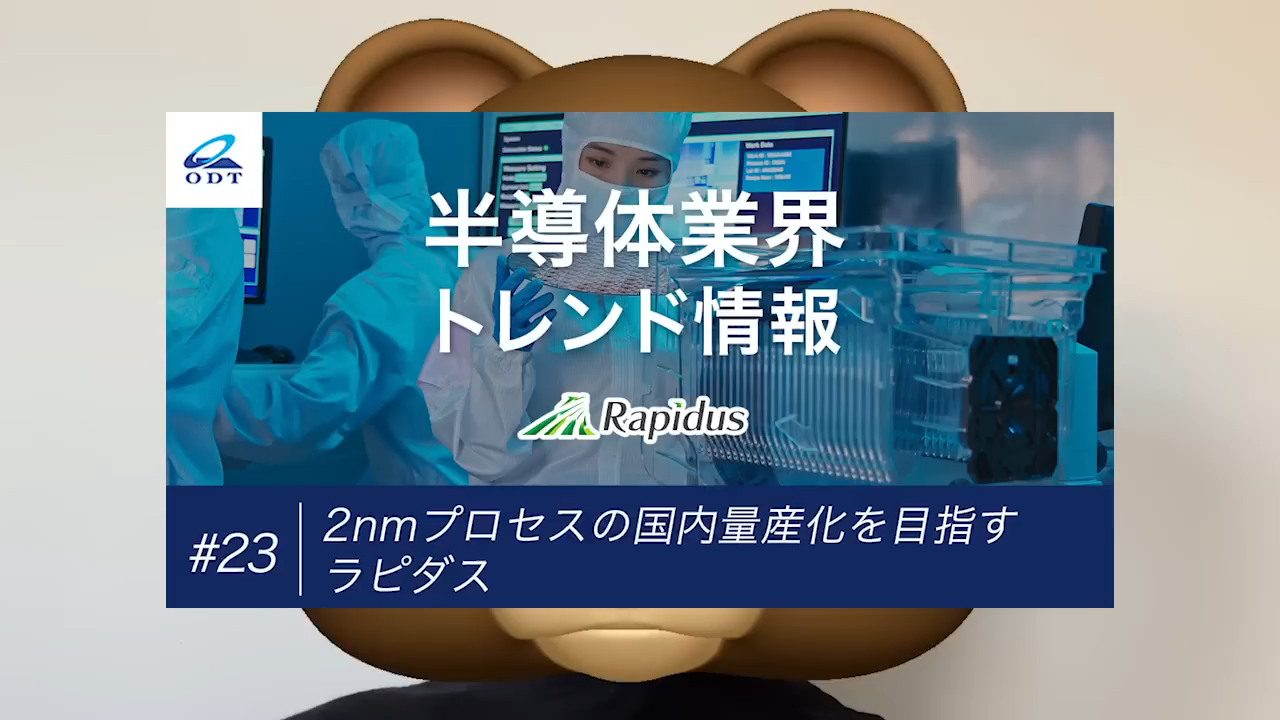 ODT
半導体業界
トレンド情報
Rapidus
#23
2nmプロセスの国内量産化を目指す
ラピダス